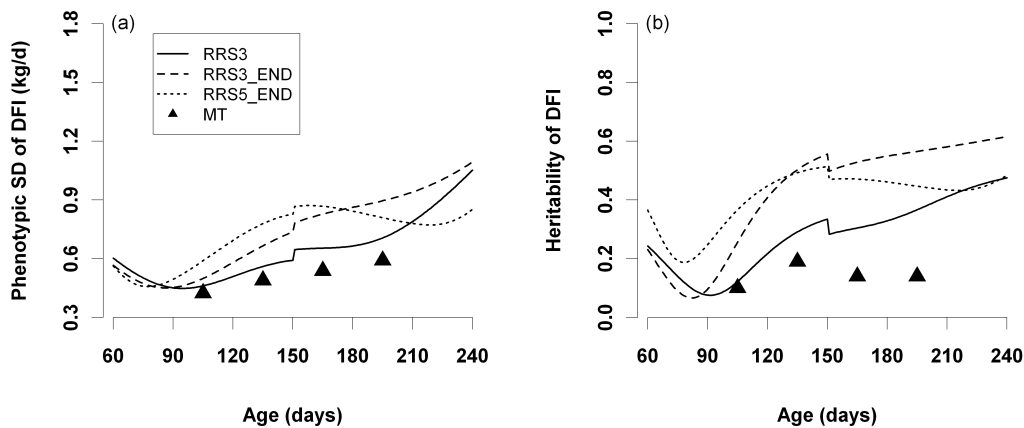 (a)
Phenotypic SD of DFI (kg/d)
1.8
1.5
1.2
0.9
0.6
0.3
RRS3
RRS3_END
RRS5_END
MT
60 90 120 150 180 210 240
Age (days)
(b)
Heritability of DFI
1.0
0.8
0.6
0.4
0.2
0.0
60 90 120 150 180 210 240
Age (days)